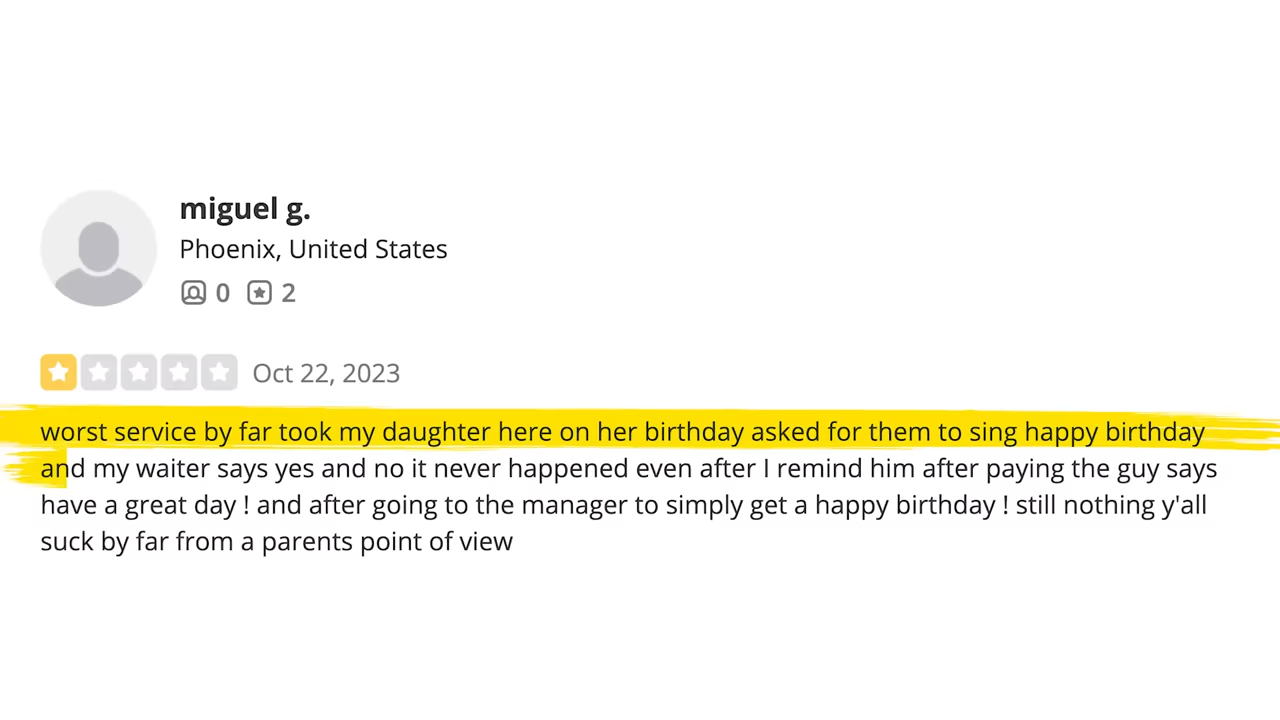 miguel g.
Phoenix, United States
0 2
Oct 22, 2023
worst service by far took my daughter here on her birthday asked for them to sing happy birthday
and my waiter says yes and no it never happened even after I remind him after paying the guy says
have a great day ! and after going to the manager to simply get a happy birthday ! still nothing y'all
suck by far from a parents point of view